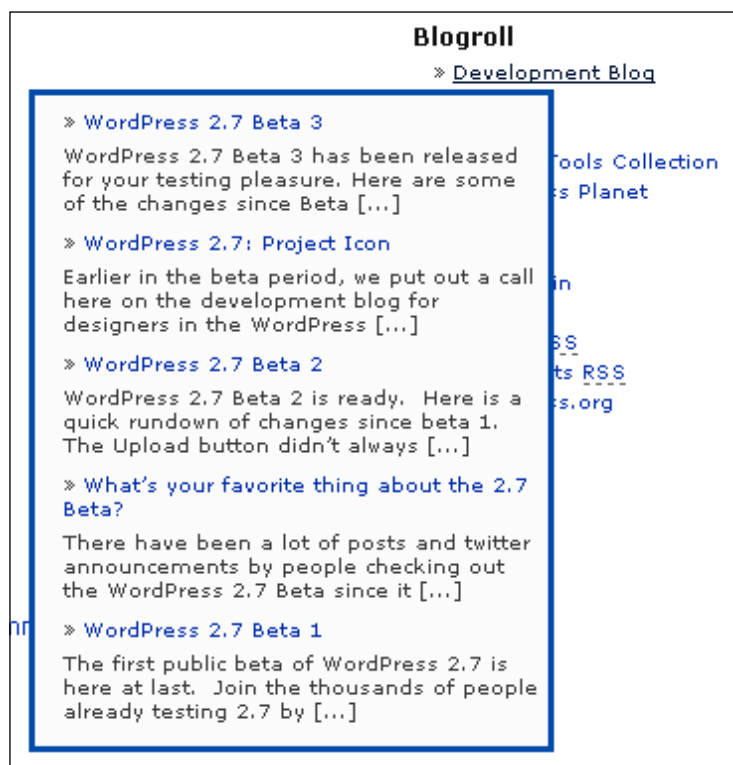 Blogroll
» Development Blog
» WordPress 2.7 Beta 3
WordPress 2.7 Beta 3 has been released
for your testing pleasure. Here are some
of the changes since Beta [...]
» WordPress 2.7: Project Icon
Earlier in the beta period, we put out a call
here on the development blog for
designers in the WordPress [...]
» WordPress 2.7 Beta 2
WordPress 2.7 Beta 2 is ready.  Here is a
quick rundown of changes since beta 1.
The Upload button didn't always [...]
» What's your favorite thing about the 2.7
Beta?
There have been a lot of posts and twitter
announcements by people checking out
the WordPress 2.7 Beta since it [...]
» WordPress 2.7 Beta 1
The first public beta of WordPress 2.7 is
here at last.  Join the thousands of people
already testing 2.7 by [...]
Tools Collection
s Planet
in
SS
ts RSS
s.org